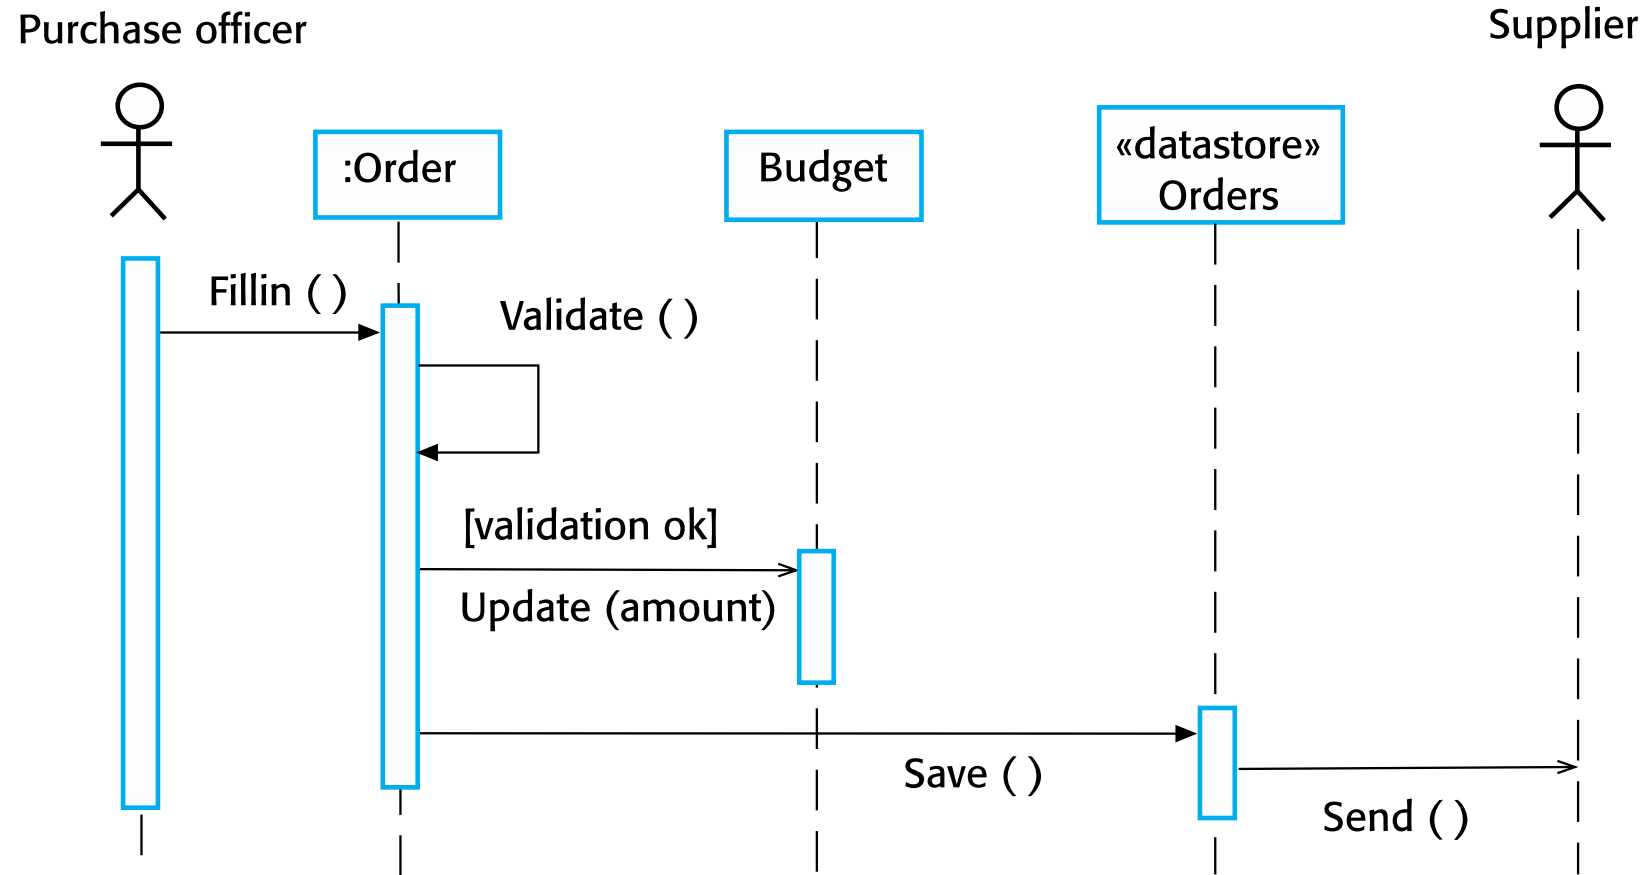 Purchase officer
Supplier
:Order
Budget
«datastore»
Orders
Fillin ( )
Validate ( )
[validation ok]
Update (amount)
Save ( )
Send ( )